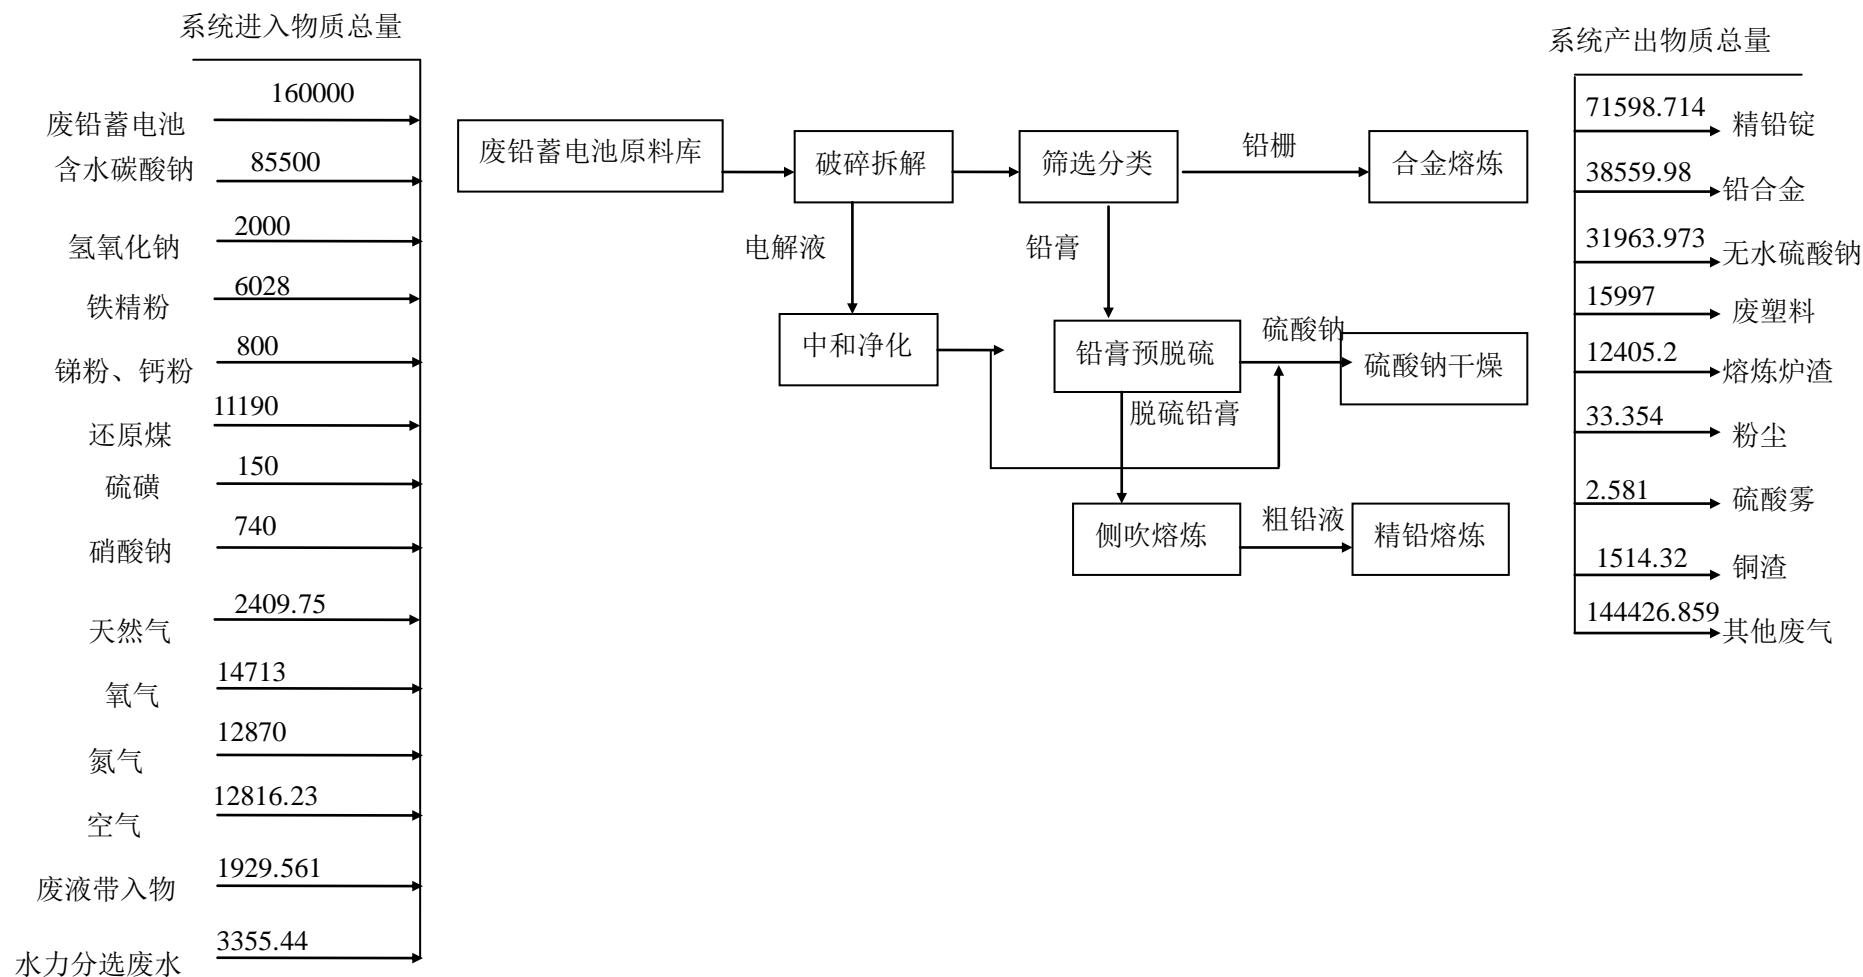 系统进入物质总量
160000
废铅蓄电池
85500
含水碳酸钠
2000
氢氧化钠
6028
铁精粉
800
锑粉、钙粉
11190
还原煤
150
硫磺
740
硝酸钠
2409.75
天然气
14713
氧气
12870
氮气
12816.23
空气
1929.561
废液带入物
3355.44
水力分选废水
废铅蓄电池原料库
破碎拆解
筛选分类
铅栅
合金熔炼
电解液
铅膏
中和净化
铅膏预脱硫
硫酸钠
硫酸钠干燥
脱硫铅膏
侧吹熔炼
粗铅液
精铅熔炼
系统产出物质总量
71598.714
精铅锭
38559.98
铅合金
31963.973
无水硫酸钠
15997
废塑料
12405.2
熔炼炉渣
33.354
粉尘
2.581
硫酸雾
1514.32
铜渣
144426.859
其他废气